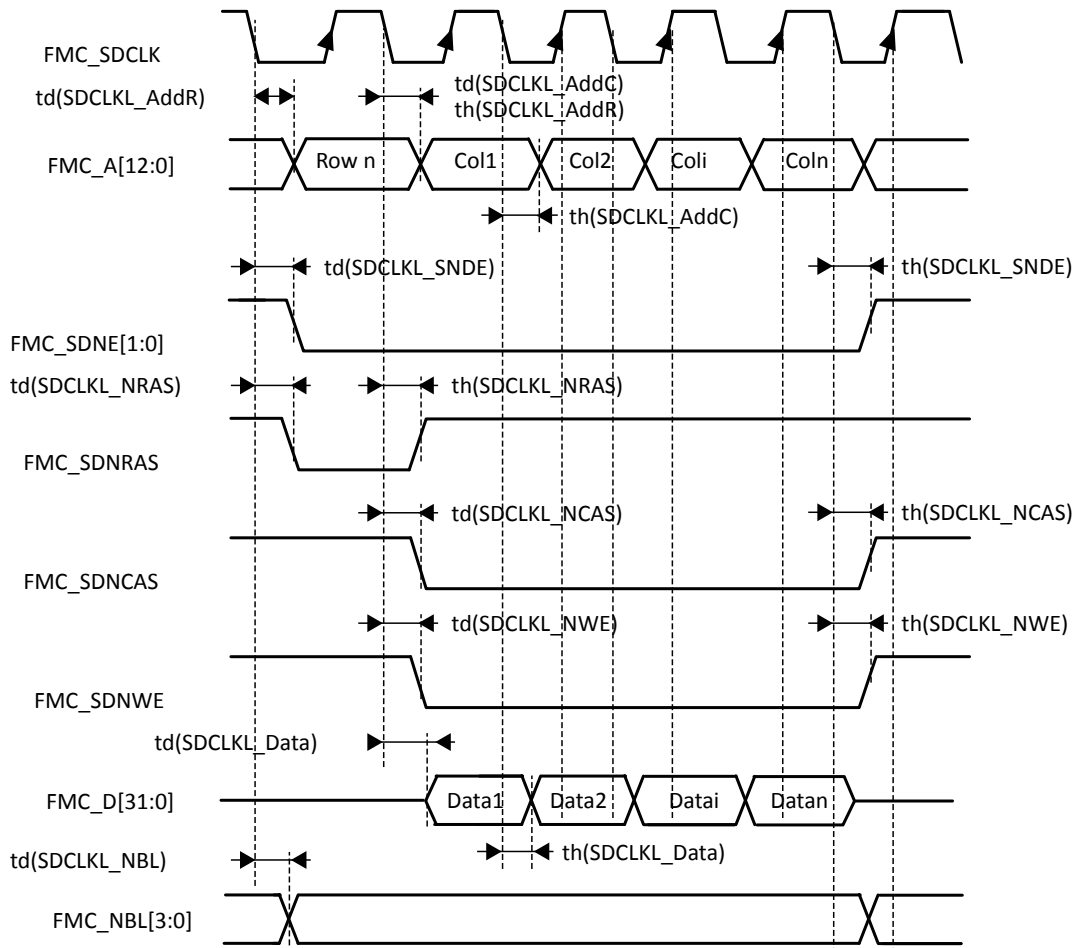 FMC_SDCLK
td(SDCLKL_AddR)
td(SDCLKL_AddC)
th(SDCLKL_AddR)
FMC_A[12:0]
Row n
Col1
Col2
Coli
Coln
th(SDCLKL_AddC)
td(SDCLKL_SNDE)
th(SDCLKL_SNDE)
FMC_SDNE[1:0]
td(SDCLKL_NRAS)
th(SDCLKL_NRAS)
FMC_SDNRAS
td(SDCLKL_NCAS)
th(SDCLKL_NCAS)
FMC_SDNCAS
td(SDCLKL_NWE)
th(SDCLKL_NWE)
FMC_SDNWE
td(SDCLKL_Data)
FMC_D[31:0]
Data1
Data2
Datai
Datan
td(SDCLKL_NBL)
th(SDCLKL_Data)
FMC_NBL[3:0]